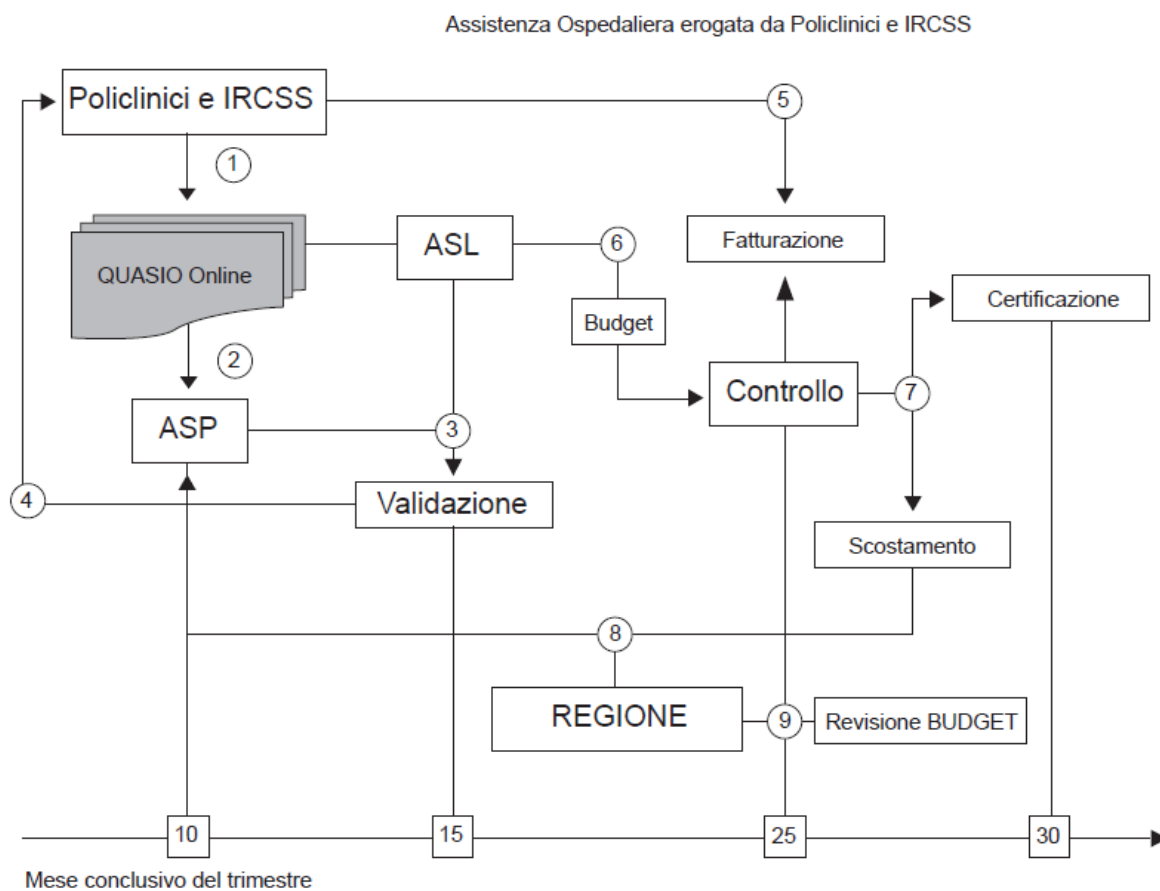 Assistenza Ospedaliera erogata da Policlinici e IRCSS
Policlinici e IRCSS
5
1
QUASIO Online
ASL
6
Fatturazione
Budget
Certificazione
2
ASP
3
Controllo
7
4
Validazione
Scostamento
8
REGIONE
9
Revisione BUDGET
10
15
25
30
Mese conclusivo del trimestre